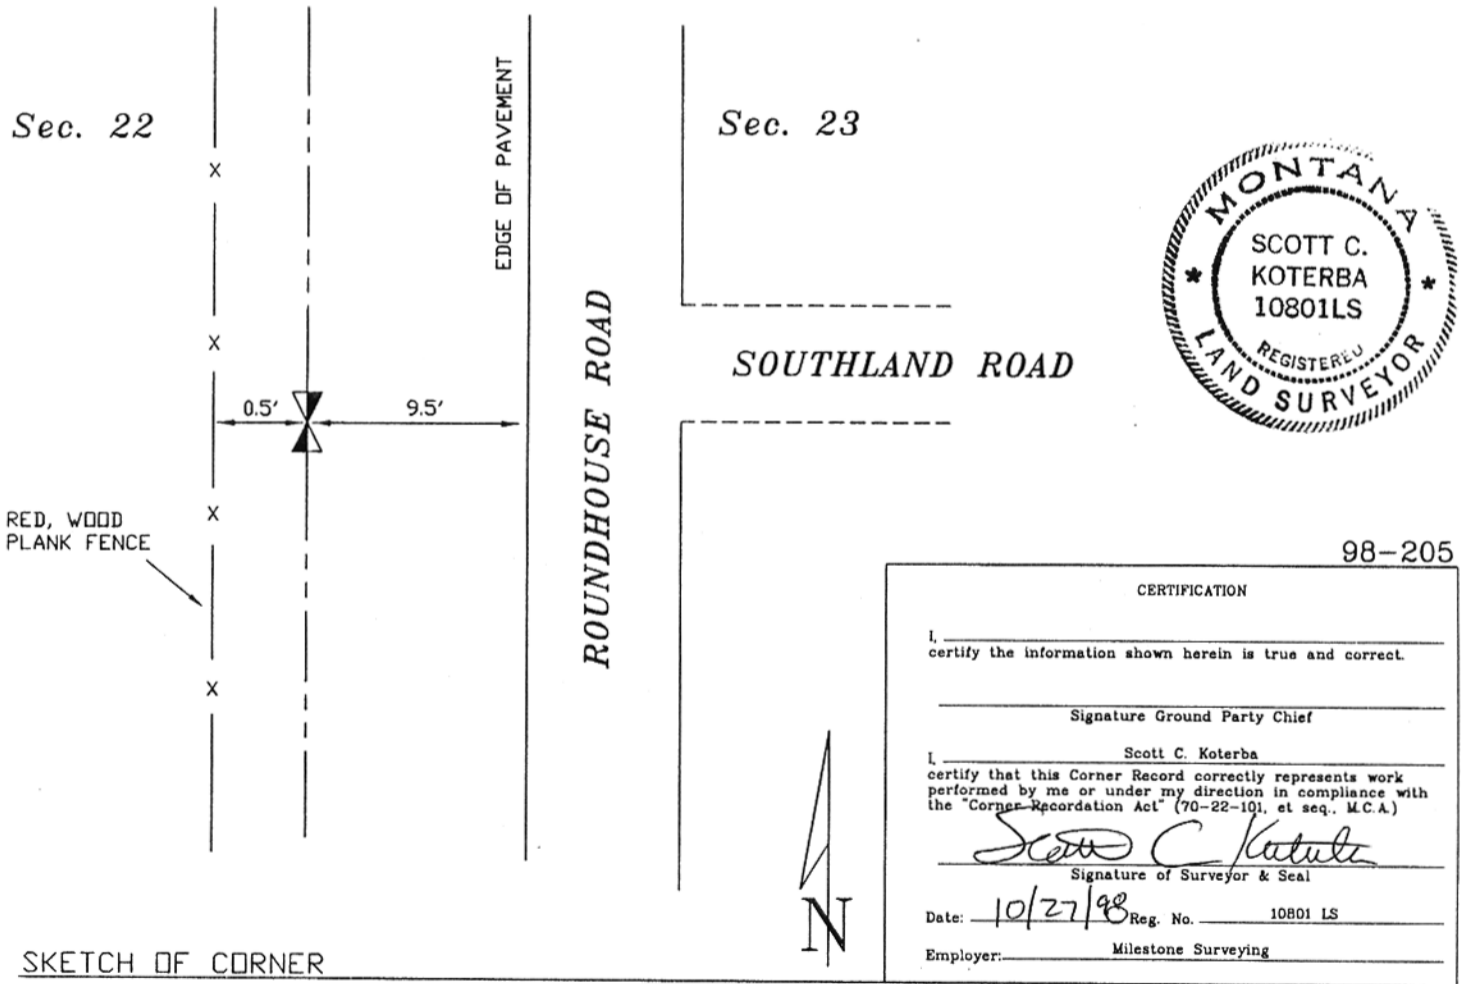 Sec. 22
EDGE OF PAVEMENT
Sec. 23
MONTANA
SCOTT C.
KOTERBA
10801LS
REGISTERED
* LAND SURVEYOR *
ROUNDHOUSE ROAD
SOUTHLAND ROAD
0.5'
9.5'
X
X
X
X
RED, WOOD
PLANK FENCE
98-205
CERTIFICATION
I,
certify the information shown herein is true and correct.
Signature Ground Party Chief
I, Scott C. Koterba
certify that this Corner Record correctly represents work
performed by me or under my direction in compliance with
the "Corner Recordation Act" (70-22-101, et seq., M.C.A.)
Scott C Koterba
Signature of Surveyor & Seal
Date: 10/27/98 Reg. No. 10801 LS
Employer: Milestone Surveying
N
SKETCH OF CORNER